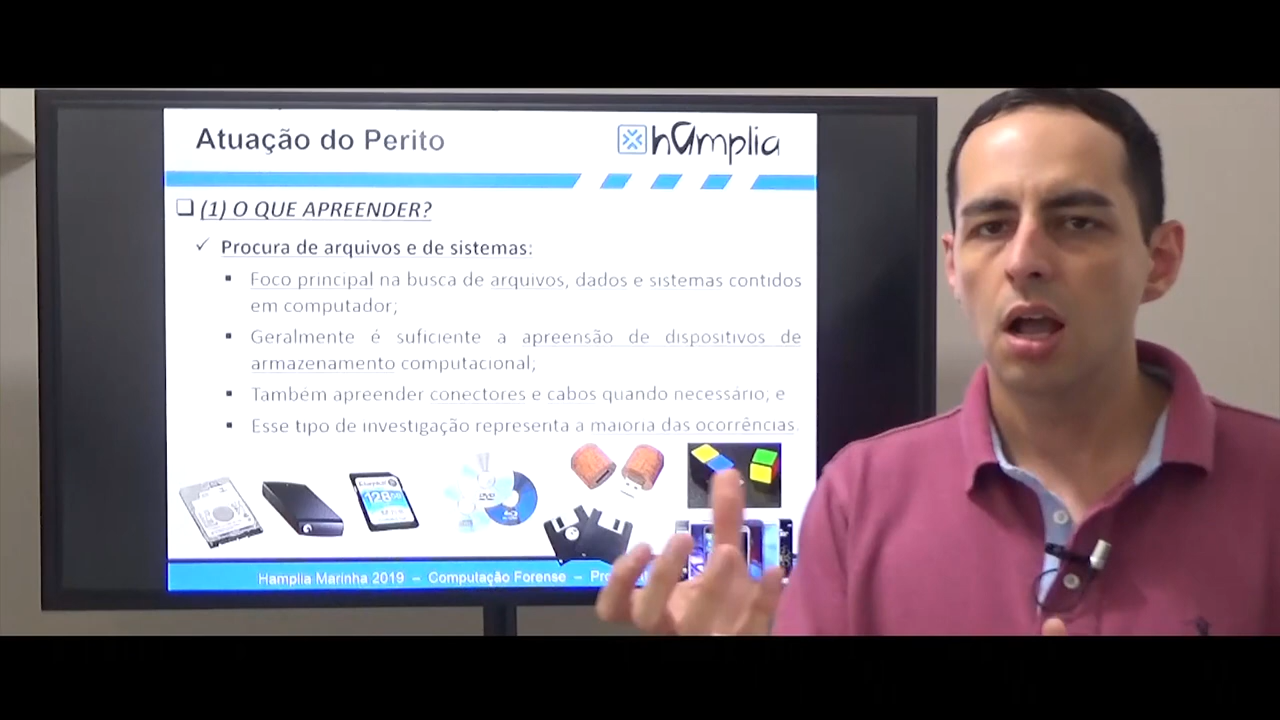 Atuação do Perito
hamplia
(1) O QUE APREENDER?
Procura de arquivos e de sistemas:
Foco principal na busca de arquivos, dados e sistemas contidos
em computador;
Geralmente é suficiente a apreensão de dispositivos de
armazenamento computacional;
Também apreender conectores e cabos quando necessário, e
Esse tipo de investigação representa a maioria das ocorrências.
128
DVD
Hamplia Marinha 2019 – Computação Forense –